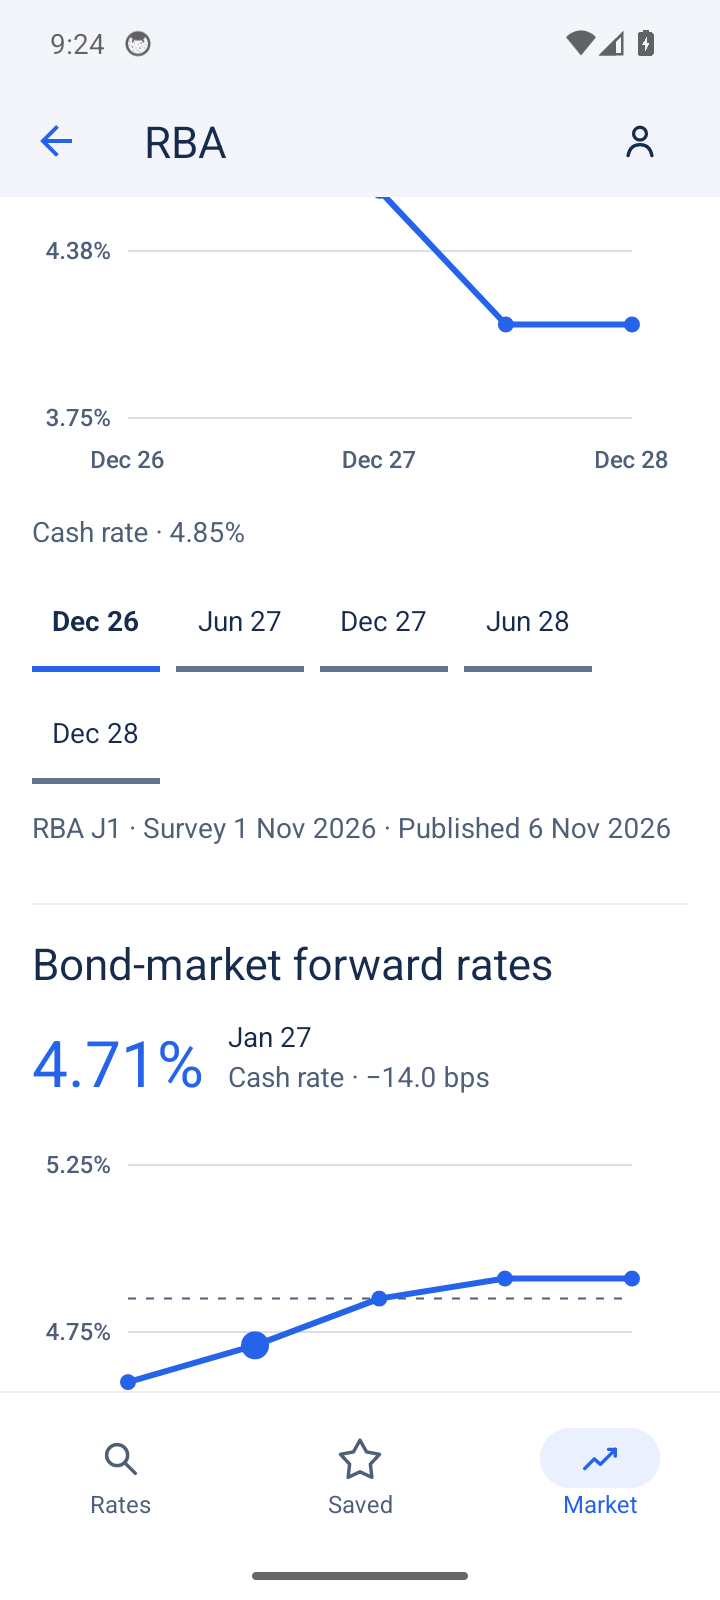 9:24
RBA
4.38%
3.75%
Dec 26 Dec 27 Dec 28
Cash rate · 4.85%
Dec 26 Jun 27 Dec 27 Jun 28
Dec 28
RBA J1 · Survey 1 Nov 2026 · Published 6 Nov 2026
Bond-market forward rates
4.71%
Jan 27
Cash rate · −14.0 bps
5.25%
4.75%
Rates Saved Market